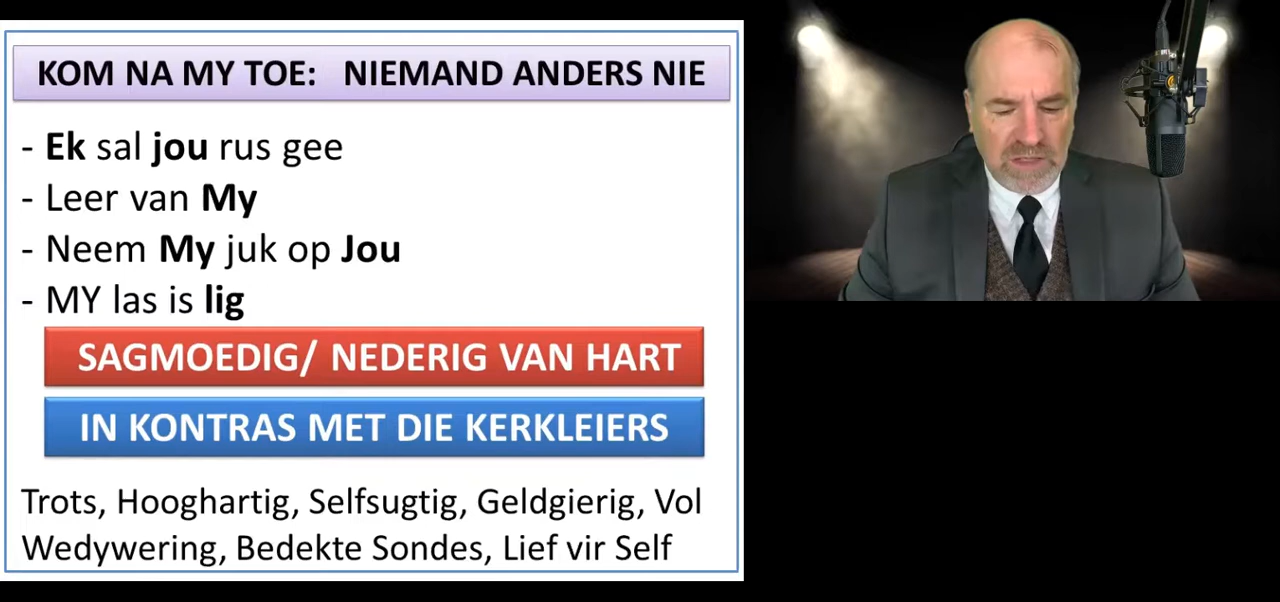 KOM NA MY TOE: NIEMAND ANDERS NIE
- Ek sal jou rus gee
- Leer van My
- Neem My juk op Jou
- MY las is lig
SAGMOEDIG/ NEDERIG VAN HART
IN KONTRAS MET DIE KERKLEIERS
Trots, Hooghartig, Selfsugtig, Geldgierig, Vol
Wedywering, Bedekte Sondes, Lief vir Self